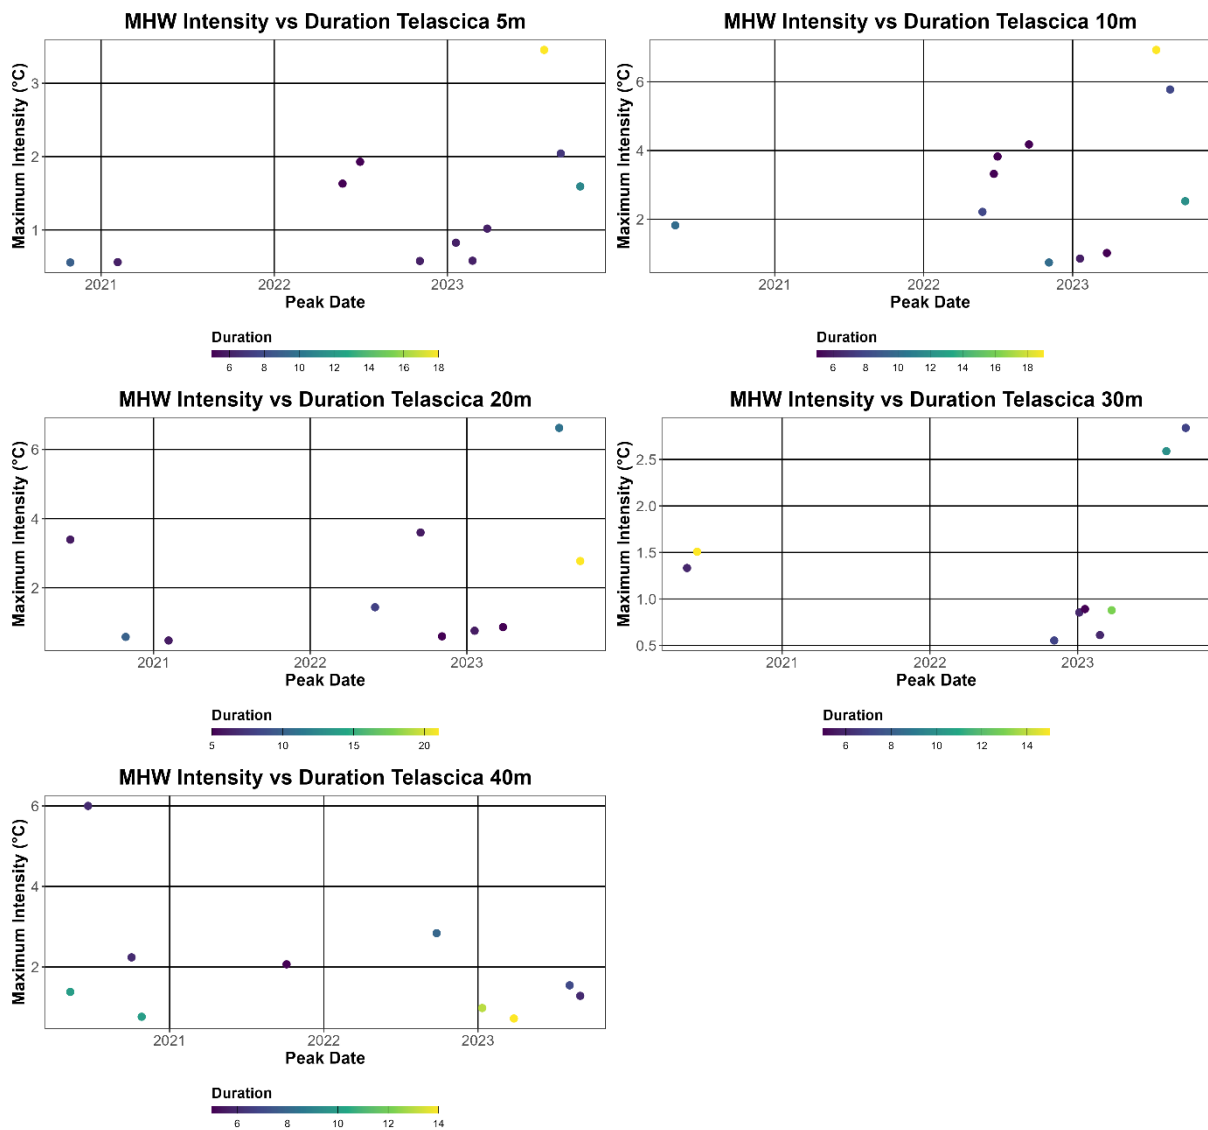 MHW Intensity vs Duration Telascica 5m
Maximum Intensity (°C)
3
2
1
2021 2022 2023
Peak Date
Duration
6 8 10 12 14 16 18
MHW Intensity vs Duration Telascica 10m
Maximum Intensity (°C)
6
4
2
2021 2022 2023
Peak Date
Duration
6 8 10 12 14 16 18
MHW Intensity vs Duration Telascica 20m
Maximum Intensity (°C)
6
4
2
2021 2022 2023
Peak Date
Duration
5 10 15 20
MHW Intensity vs Duration Telascica 30m
Maximum Intensity (°C)
2.5
2.0
1.5
1.0
0.5
2021 2022 2023
Peak Date
Duration
6 8 10 12 14
MHW Intensity vs Duration Telascica 40m
Maximum Intensity (°C)
6
4
2
2021 2022 2023
Peak Date
Duration
6 8 10 12 14